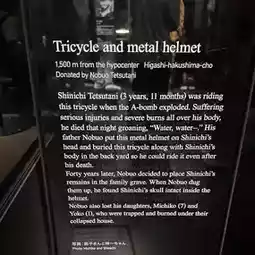 Tricycle and metal helmet
1,500 m from the hypocenter Higashi-hakushima-cho
Donated by Nobuo Tetsutani
Shinichi Tetsutani (3 years, 11 months) was riding
this tricycle when the A-bomb exploded. Suffering
serious injuries and severe burns all over his body,
he died that night groaning, "Water, water~." His
father Nobuo put this metal helmet on Shinichi's
head and buried this tricycle along with Shinichi's
body in the back yard so he could ride it even after
his death.
Forty years later, Nobuo decided to place Shinichi's
remains in the family grave. When Nobuo dug
them up, he found Shinichi's skull intact inside the
helmet.
Nobuo also lost his daughters, Michiko (7) and
Yoko (1), who were trapped and burned under their
collapsed house.
Photo: Michiko and Shinichi